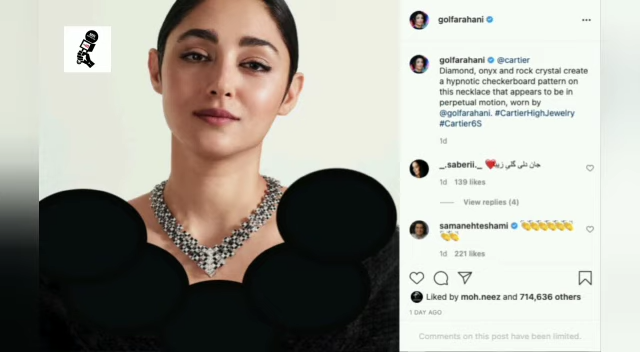 golfarahani
golfarahani @cartier
Diamond, onyx and rock crystal create
a hypnotic checkerboard pattern on
this necklace that appears to be in
perpetual motion, worn by
@golfarahani. #CartierHighJewelry
#Cartier6S
1d
_.saberii._ ❤️جان دلی گلی زیبا
1d 139 likes
View replies (4)
samanehteshami 👏👏👏👏👏👏
👏👏
1d 221 likes
Liked by moh.neez and 714,636 others
1 DAY AGO
Comments on this post have been limited.